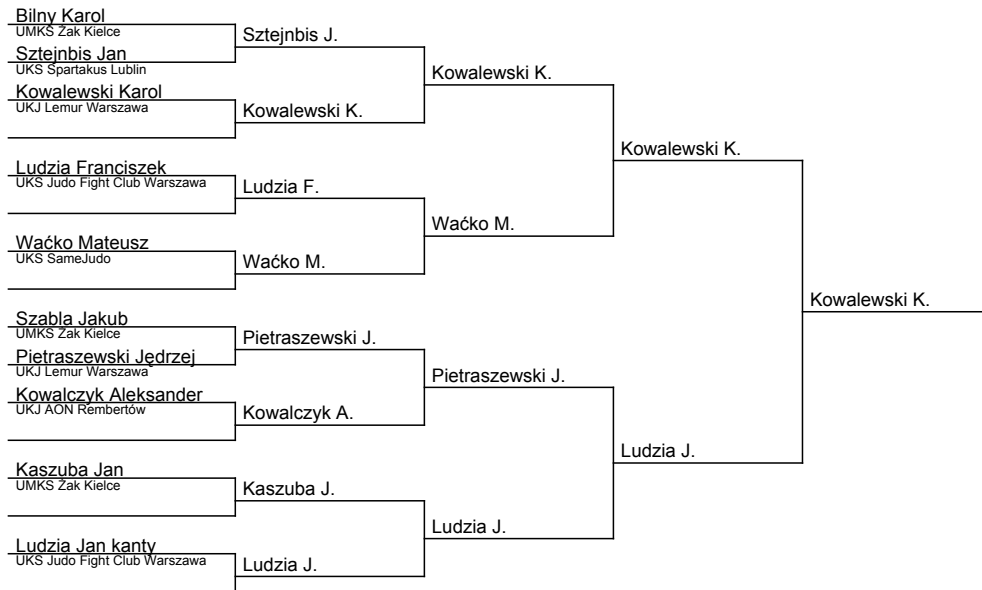 Bilny Karol
UMKS Żak Kielce
Sztejnbis Jan
UKS Spartakus Lublin
Kowalewski Karol
UKJ Lemur Warszawa
Ludzia Franciszek
UKS Judo Fight Club Warszawa
Waćko Mateusz
UKS SameJudo
Szabla Jakub
UMKS Żak Kielce
Pietraszewski Jędrzej
UKJ Lemur Warszawa
Kowalczyk Aleksander
UKJ AON Rembertów
Kaszuba Jan
UMKS Żak Kielce
Ludzia Jan kanty
UKS Judo Fight Club Warszawa
Sztejnbis J.
Kowalewski K.
Ludzia F.
Waćko M.
Pietraszewski J.
Kowalczyk A.
Kaszuba J.
Ludzia J.
Kowalewski K.
Waćko M.
Pietraszewski J.
Ludzia J.
Kowalewski K.
Ludzia J.
Kowalewski K.